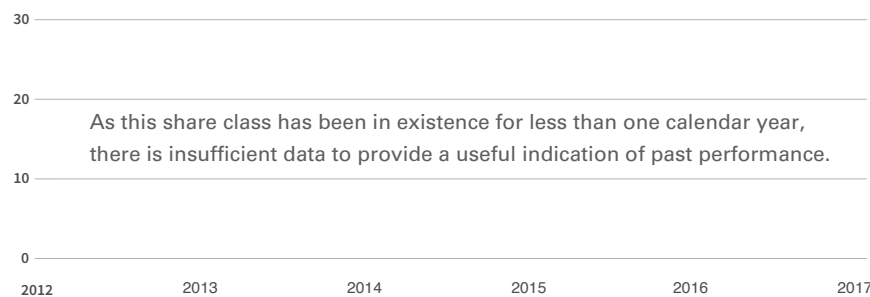 30
20
As this share class has been in existence for less than one calendar year,
there is insufficient data to provide a useful indication of past performance.
10
0
2012 2013 2014 2015 2016 2017